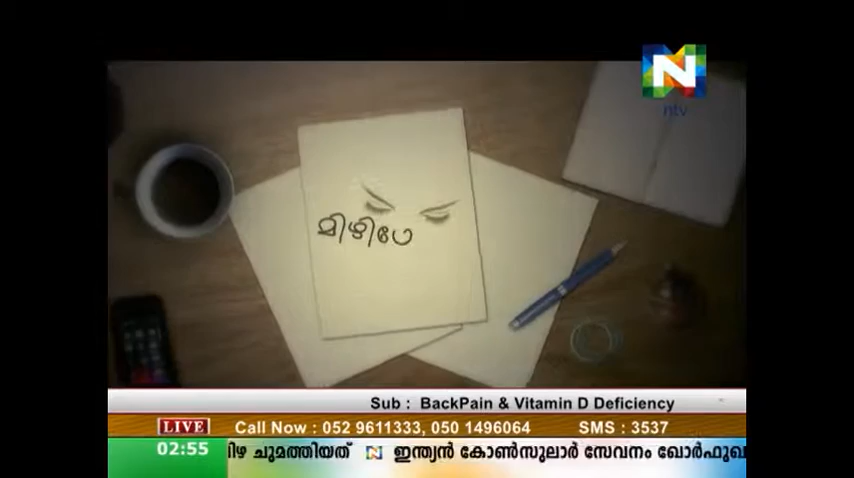 N
ntv
മിഴിയേ
Sub : BackPain & Vitamin D Deficiency
LIVE
Call Now : 052 9611333, 050 1496064 SMS : 3537
02:55
ിഴ ചുമത്തിയത് N ഇന്ത്യൻ കോൺസുലാർ സേവനം ഖോർഫുഖ